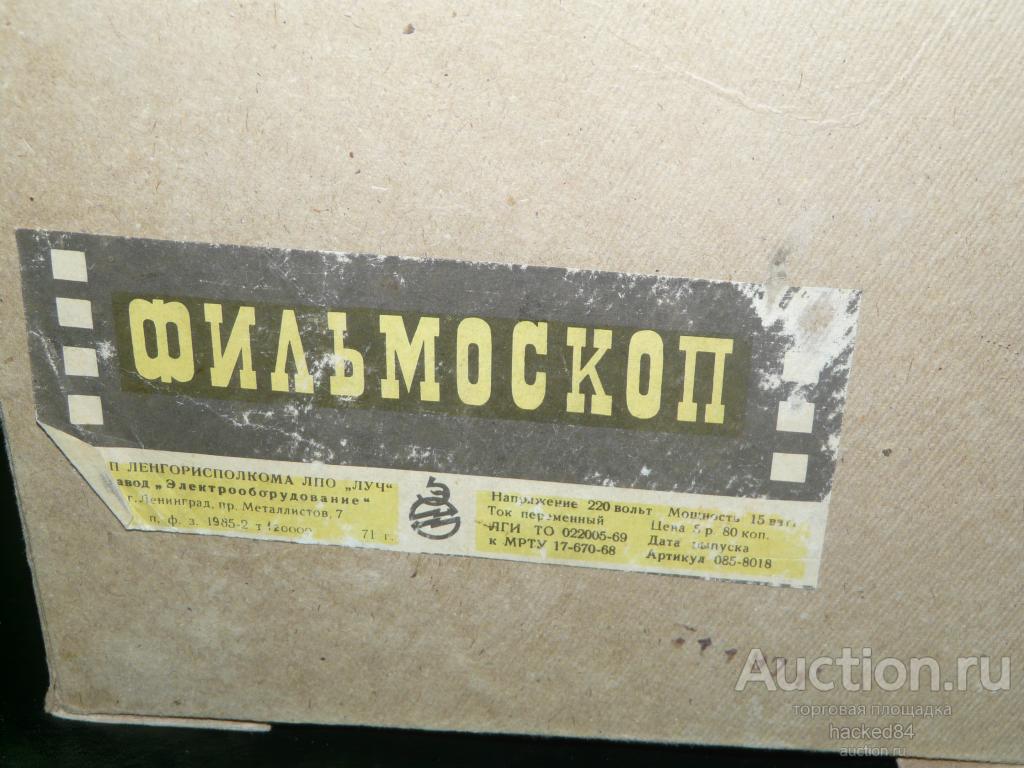 ФИЛЬМОСКОП
П ЛЕНГОРИСПОЛКОМА ЛПО „ЛУЧ“
авод „Электрооборудование“
г. Ленинград, пр. Металлистов, 7
п. ф. з. 1985-2 т 120000 71 г.
Напряжение 220 вольт Мощность 15 ватт
Ток переменный Цена 5 р. 80 коп.
ЛГИ ТО 022005-69 Дата выпуска
к МРТУ 17-670-68 Артикул 085-8018
Auction.ru
торговая площадка
hacked84
auction.ru